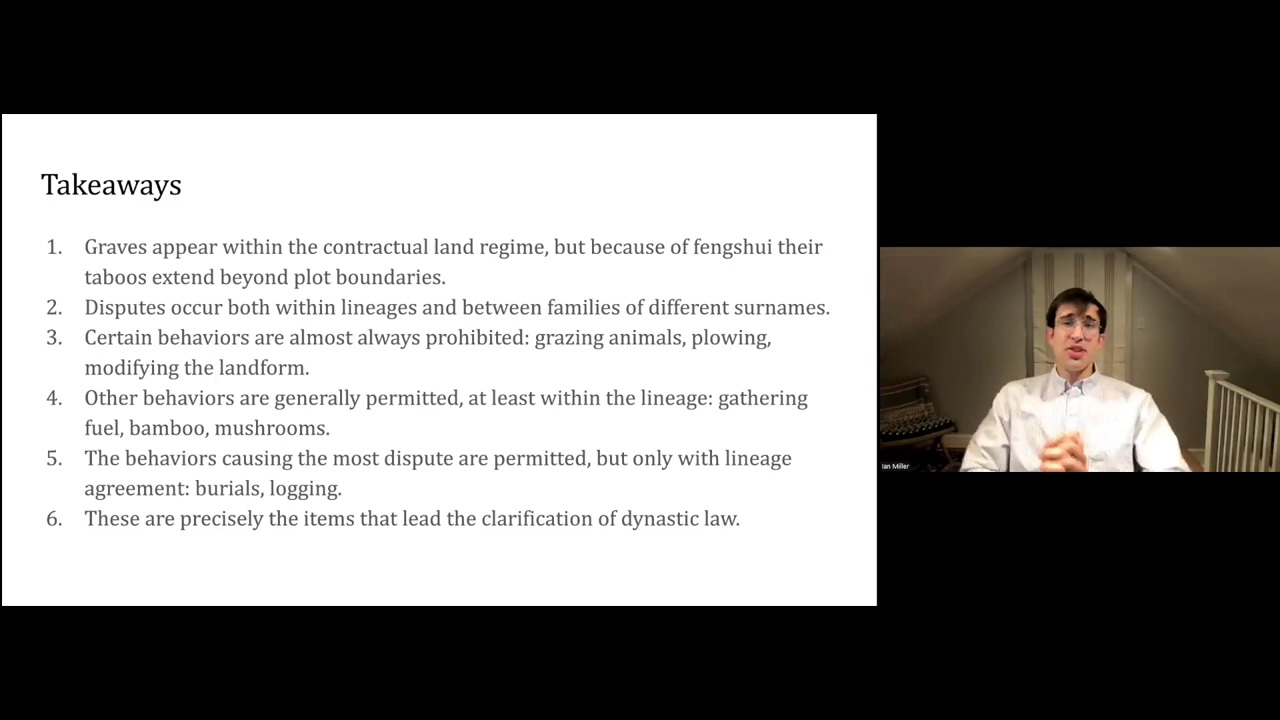 Takeaways
1. Graves appear within the contractual land regime, but because of fengshui their
taboos extend beyond plot boundaries.
2. Disputes occur both within lineages and between families of different surnames.
3. Certain behaviors are almost always prohibited: grazing animals, plowing,
modifying the landform.
4. Other behaviors are generally permitted, at least within the lineage: gathering
fuel, bamboo, mushrooms.
5. The behaviors causing the most dispute are permitted, but only with lineage
agreement: burials, logging.
6. These are precisely the items that lead the clarification of dynastic law.
Ian Miller